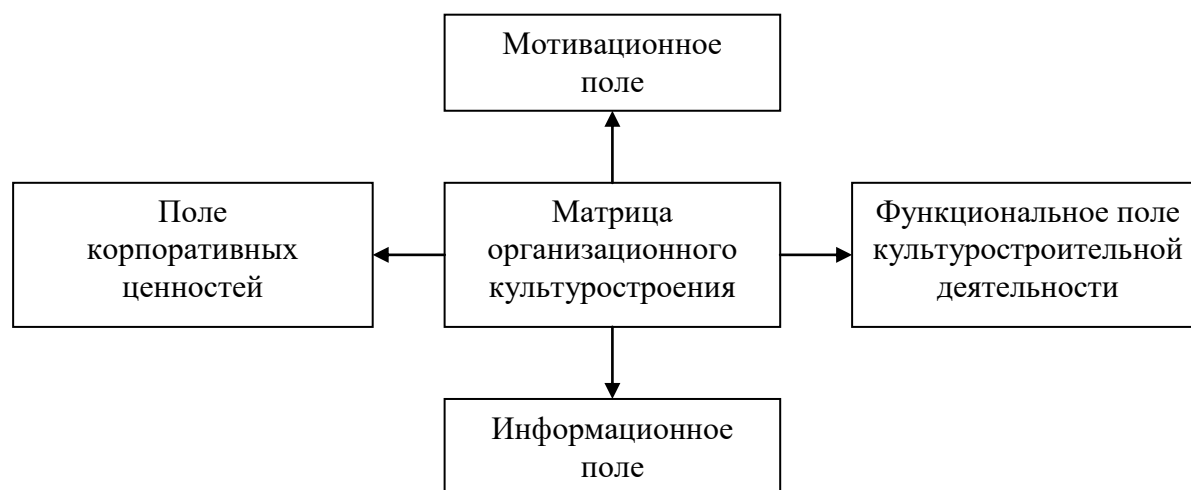 Мотивационное
поле
Поле
корпоративных
ценностей
Матрица
организационного
культуростроения
Функциональное поле
культуростроительной
деятельности
Информационное
поле